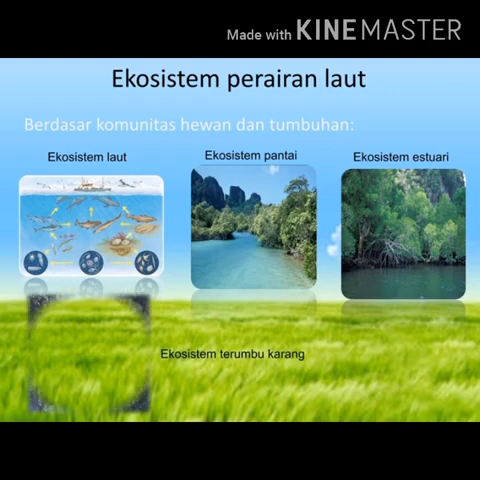 Made with KINEMASTER
Ekosistem perairan laut
Berdasar komunitas hewan dan tumbuhan:
Ekosistem laut
Ekosistem pantai
Ekosistem estuari
Ekosistem terumbu karang